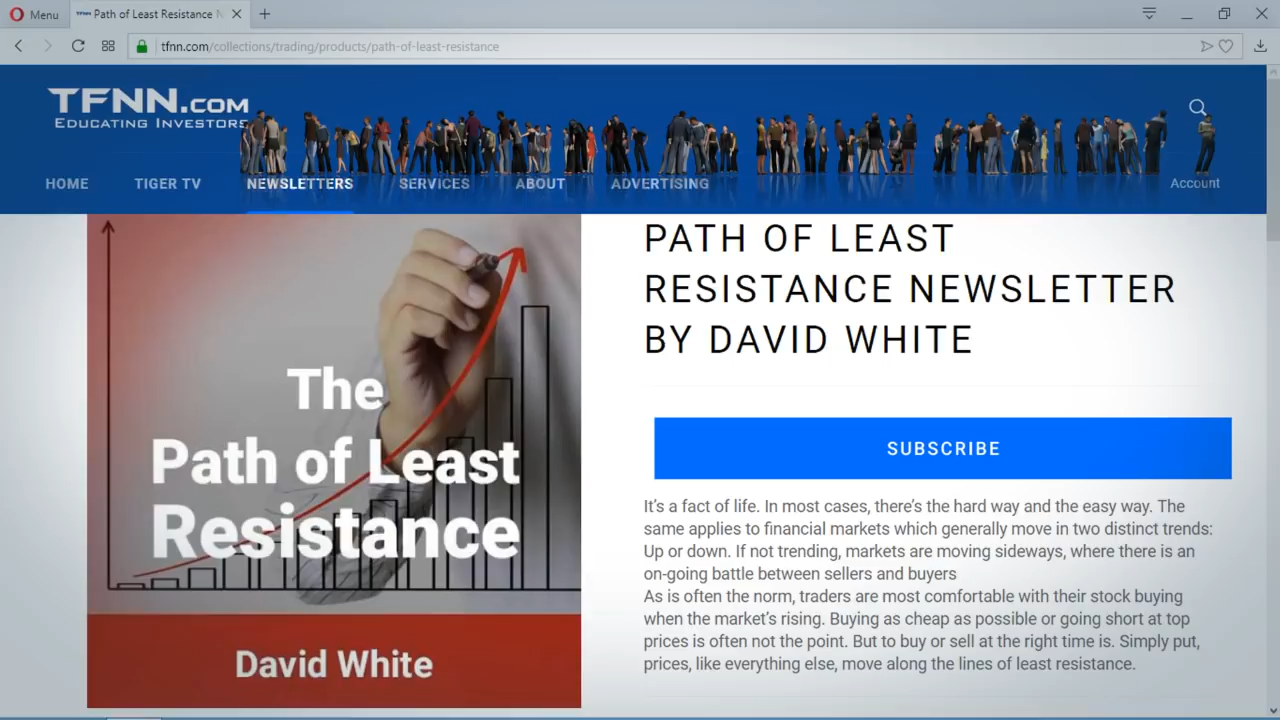 Menu
Path of Least Resistance N
tfnn.com/collections/trading/products/path-of-least-resistance
TFNN.COM
EDUCATING INVESTORS
HOME
TIGER TV
NEWSLETTERS
SERVICES
ABOUT
ADVERTISING
Account
The
Path of Least
Resistance
David White
PATH OF LEAST
RESISTANCE NEWSLETTER
BY DAVID WHITE
SUBSCRIBE
It's a fact of life. In most cases, there's the hard way and the easy way. The
same applies to financial markets which generally move in two distinct trends:
Up or down. If not trending, markets are moving sideways, where there is an
on-going battle between sellers and buyers
As is often the norm, traders are most comfortable with their stock buying
when the market's rising. Buying as cheap as possible or going short at top
prices is often not the point. But to buy or sell at the right time is. Simply put,
prices, like everything else, move along the lines of least resistance.